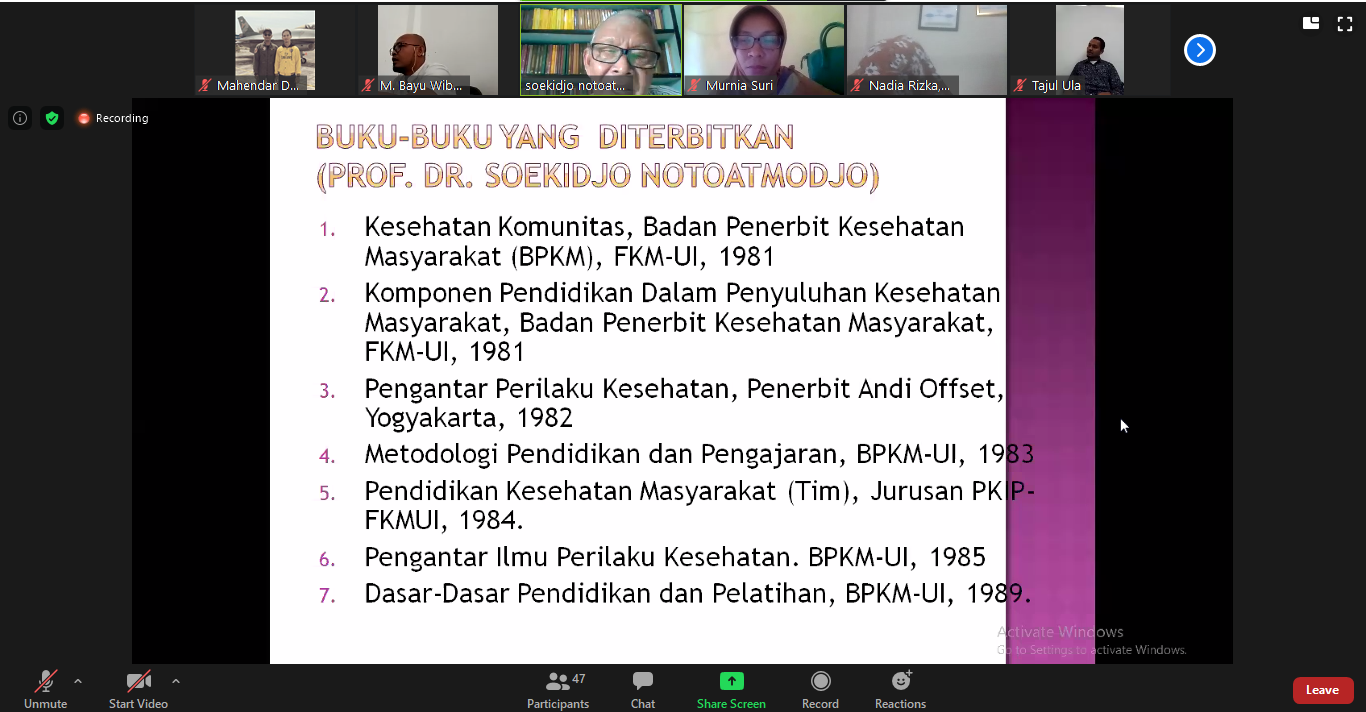 Mahendar D...
M. Bayu Wib...
soekidjo notoat...
Murnia Suri
Nadia Rizka,...
Tajul Ula
Recording
BUKU-BUKU YANG DITERBITKAN
(PROF. DR. SOEKIDJO NOTOATMODJO)
1. Kesehatan Komunitas, Badan Penerbit Kesehatan
Masyarakat (BPKM), FKM-UI, 1981
2. Komponen Pendidikan Dalam Penyuluhan Kesehatan
Masyarakat, Badan Penerbit Kesehatan Masyarakat,
FKM-UI, 1981
3. Pengantar Perilaku Kesehatan, Penerbit Andi Offset,
Yogyakarta, 1982
4. Metodologi Pendidikan dan Pengajaran, BPKM-UI, 1983
5. Pendidikan Kesehatan Masyarakat (Tim), Jurusan PKIP-
FKMUI, 1984.
6. Pengantar Ilmu Perilaku Kesehatan. BPKM-UI, 1985
7. Dasar-Dasar Pendidikan dan Pelatihan, BPKM-UI, 1989.
Activate Windows
Go to Settings to activate Windows.
Unmute
Start Video
47
Participants
Chat
Share Screen
Record
Reactions
Leave